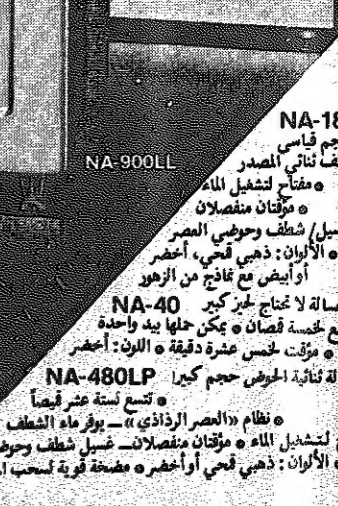 NA-900LL
NA-18
جم قياسي
ف ثنائي المصدر
• مفتاح لتشغيل الماء
• مؤقتان منفصلان
سيل/ شطف وحوضي العصر
• الألوان: ذهبي قمحي، أخضر
أو أبيض مع نماذج من الزهور
NA-40 سالة لا تحتاج لحيز كبير
ع لخمسة قمصان • يمكن حملها بيد واحدة
• مؤقت لخمس عشرة دقيقة • اللون: أخضر
NA-480LP لة ثنائية الحوض حجم كبير
• تتسع لستة عشر قميصاً
• نظام «العصر الرذاذي» ــ يوفر ماء الشطف
ح لتشغيل الماء • مؤقتان منفصلان ــ غسيل شطف وحوض
• الألوان: ذهبي قمحي أو أخضر • مضخة قوية لسحب ا